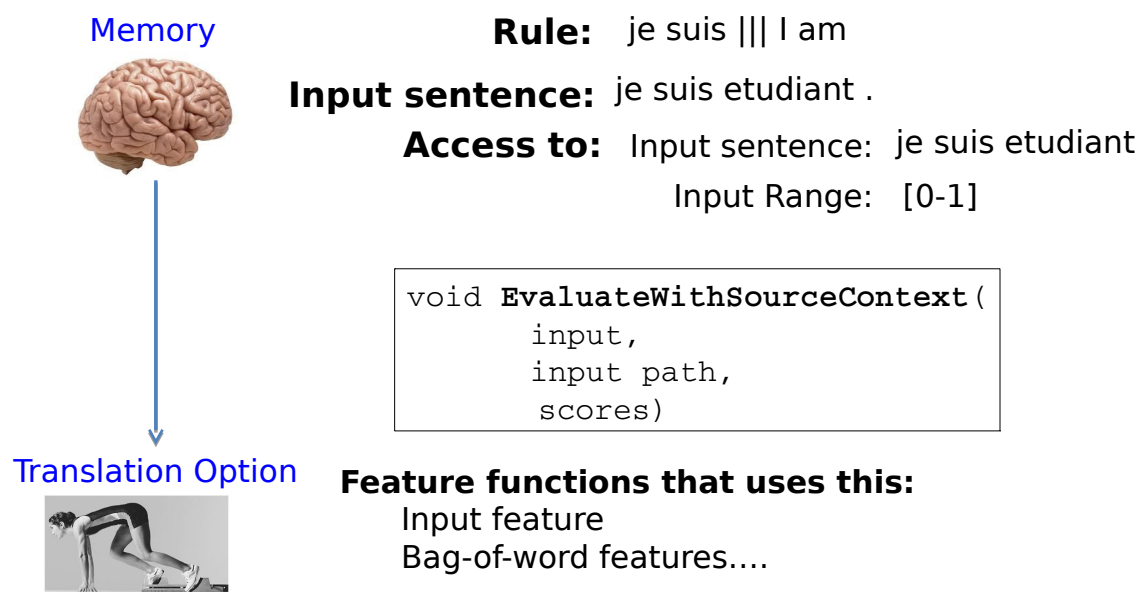 Memory
Rule: je suis ||| I am
Input sentence: je suis etudiant .
Access to: Input sentence: je suis etudiant
Input Range: [0-1]
void EvaluateWithSourceContext(
input,
input path,
scores)
Translation Option
Feature functions that uses this:
Input feature
Bag-of-word features....